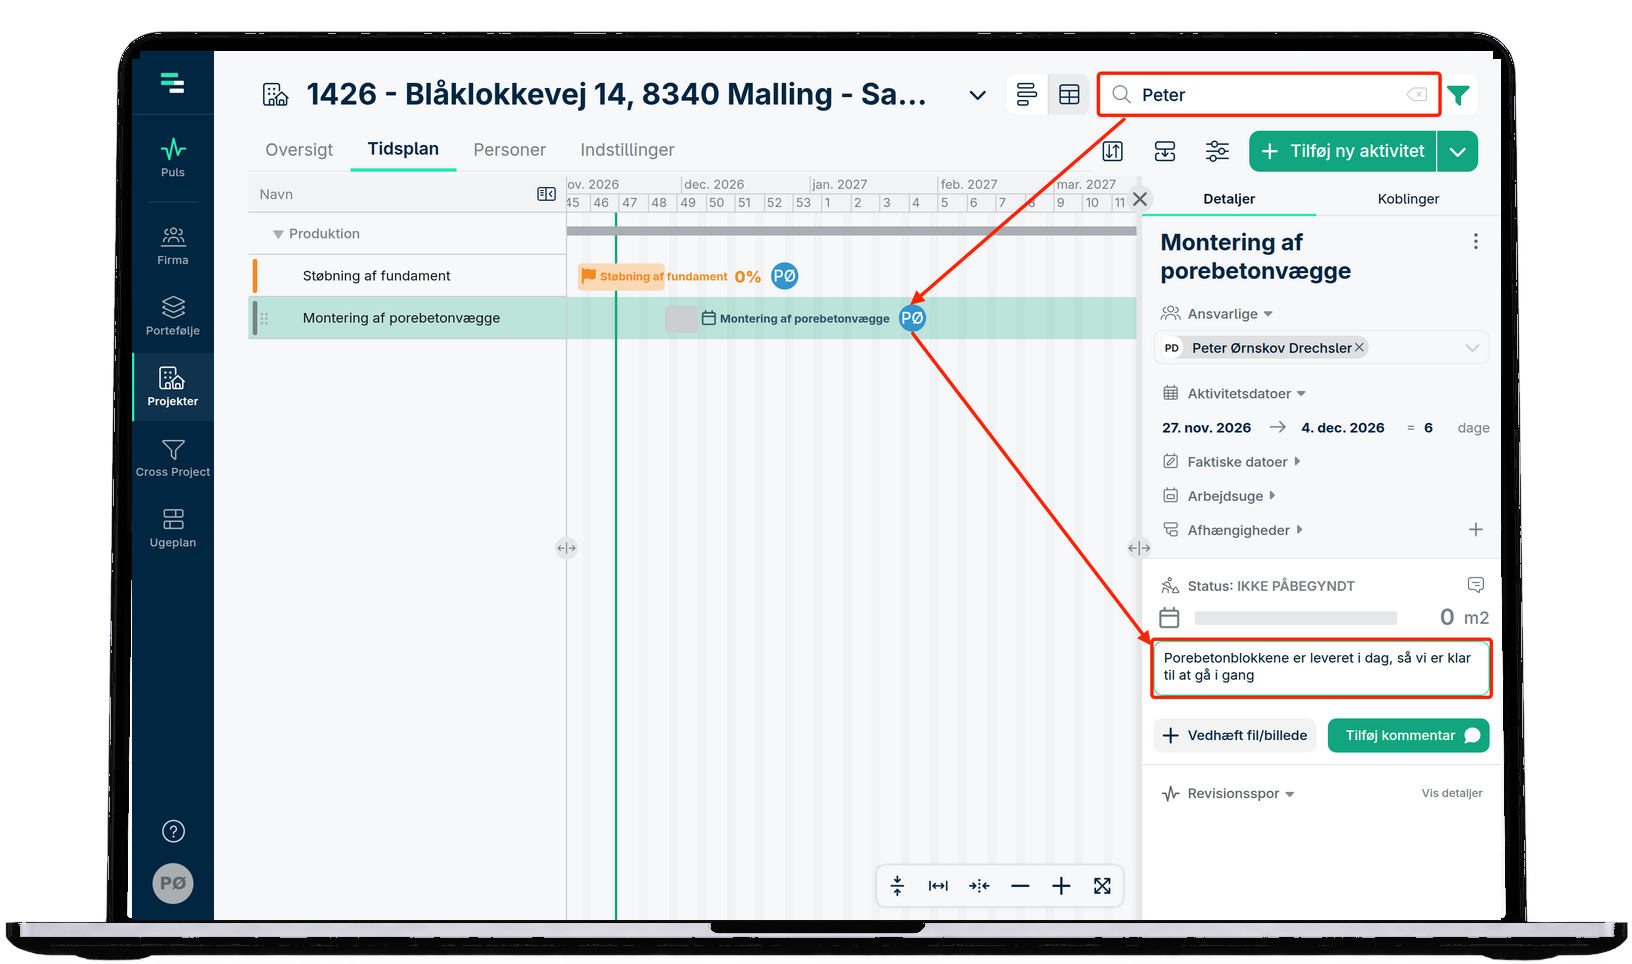 1426 - Blåklokkevej 14, 8340 Malling - Sa...
Peter
Oversigt
Tidsplan
Personer
Indstillinger
Tilføj ny aktivitet
Puls
Firma
Portefølje
Projekter
Cross Project
Ugeplan
PØ
Navn
ov. 2026
dec. 2026
jan. 2027
feb. 2027
mar. 2027
45 46 47 48 49 50 51 52 53 1 2 3 4 5 6 7 8 9 10 11
Produktion
Støbning af fundament
Støbning af fundament 0% PØ
Montering af porebetonvægge
Montering af porebetonvægge PØ
Detaljer
Koblinger
Montering af
porebetonvægge
Ansvarlige
PD Peter Ørnskov Drechsler
Aktivitetsdatoer
27. nov. 2026 → 4. dec. 2026 = 6 dage
Faktiske datoer
Arbejdsuge
Afhængigheder
Status: IKKE PÅBEGYNDT
0 m2
Porebetonblokkene er leveret i dag, så vi er klar
til at gå i gang
Vedhæft fil/billede
Tilføj kommentar
Revisionsspor
Vis detaljer